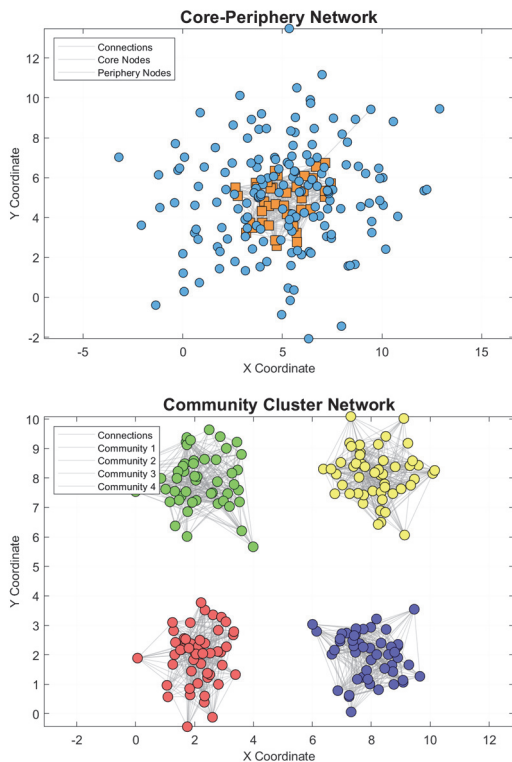 Core-Periphery Network
Connections
Core Nodes
Periphery Nodes
Y Coordinate
12
10
8
6
4
2
0
-2
-5
0
5
10
15
X Coordinate
Community Cluster Network
Connections
Community 1
Community 2
Community 3
Community 4
Y Coordinate
10
9
8
7
6
5
4
3
2
1
0
-2
0
2
4
6
8
10
12
X Coordinate